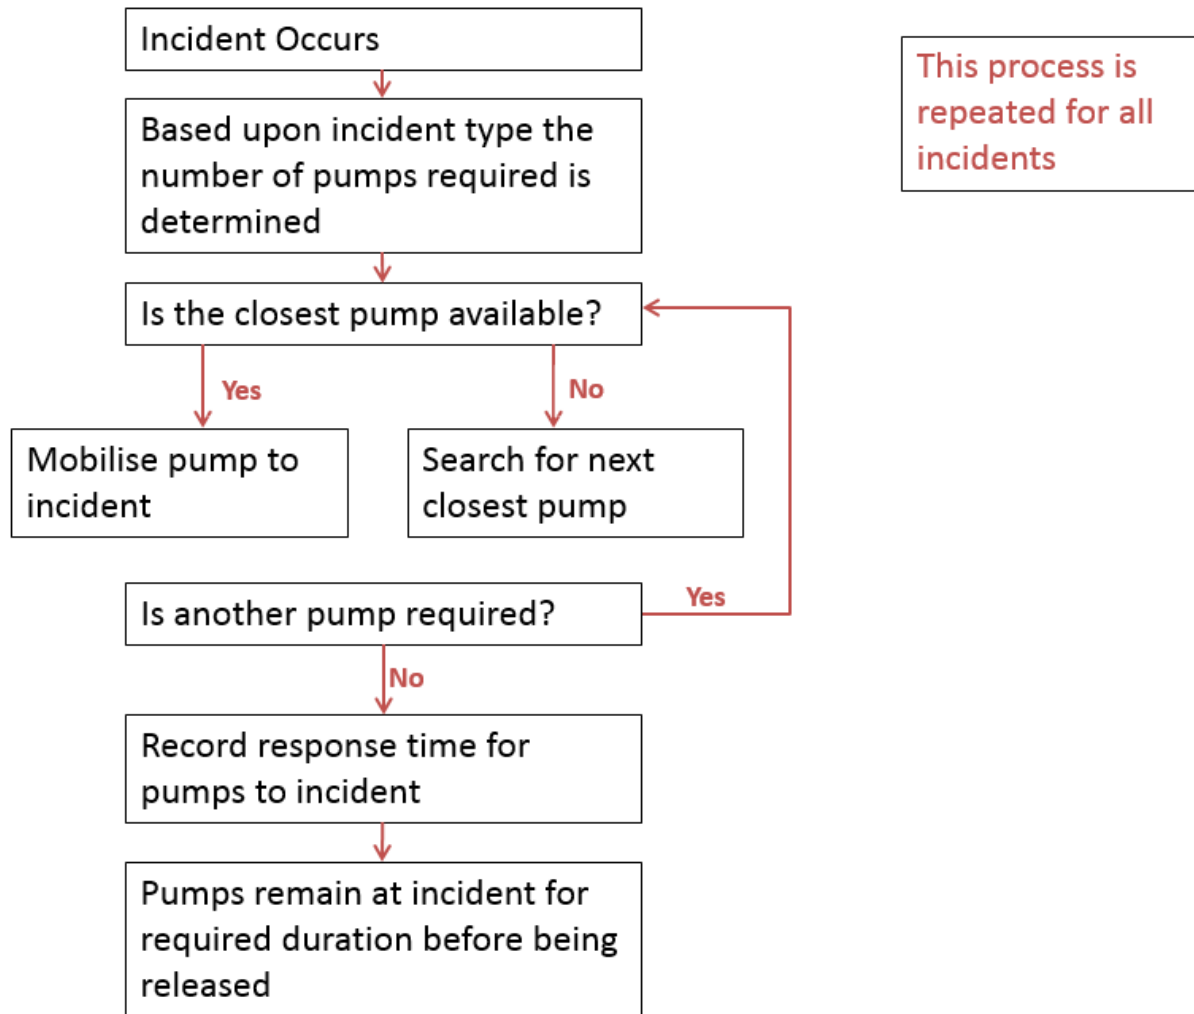 Incident Occurs
This process is
repeated for all
incidents
Based upon incident type the
number of pumps required is
determined
Is the closest pump available?
Yes
No
Mobilise pump to
incident
Search for next
closest pump
Is another pump required?
Yes
No
Record response time for
pumps to incident
Pumps remain at incident for
required duration before being
released